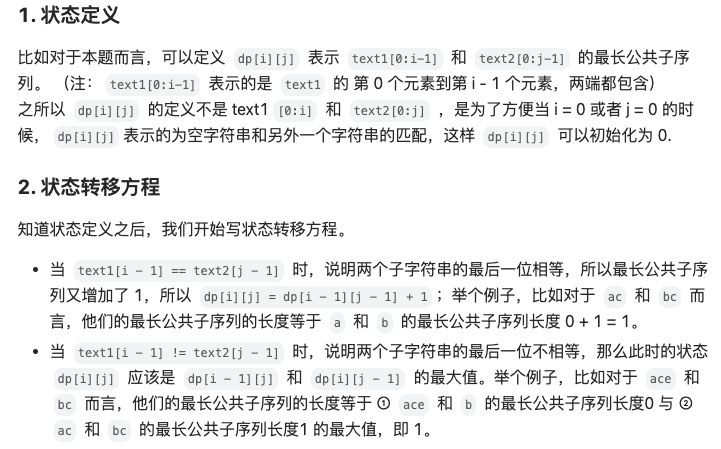 1. 状态定义
比如对于本题而言，可以定义 dp[i][j] 表示 text1[0:i-1] 和 text2[0:j-1] 的最长公共子序
列。（注： text1[0:i-1] 表示的是 text1 的 第 0 个元素到第 i - 1 个元素，两端都包含）
之所以 dp[i][j] 的定义不是 text1 [0:i] 和 text2[0:j] ，是为了方便当 i = 0 或者 j = 0 的时
候， dp[i][j] 表示的为空字符串和另外一个字符串的匹配，这样 dp[i][j] 可以初始化为 0.
2. 状态转移方程
知道状态定义之后，我们开始写状态转移方程。
• 当 text1[i - 1] == text2[j - 1] 时，说明两个子字符串的最后一位相等，所以最长公共子序
列又增加了 1，所以 dp[i][j] = dp[i - 1][j - 1] + 1 ；举个例子，比如对于 ac 和 bc 而
言，他们的最长公共子序列的长度等于 a 和 b 的最长公共子序列长度 0 + 1 = 1。
• 当 text1[i - 1] != text2[j - 1] 时，说明两个子字符串的最后一位不相等，那么此时的状态
dp[i][j] 应该是 dp[i - 1][j] 和 dp[i][j - 1] 的最大值。举个例子，比如对于 ace 和
bc 而言，他们的最长公共子序列的长度等于 ① ace 和 b 的最长公共子序列长度0 与 ②
ac 和 bc 的最长公共子序列长度1 的最大值，即 1。